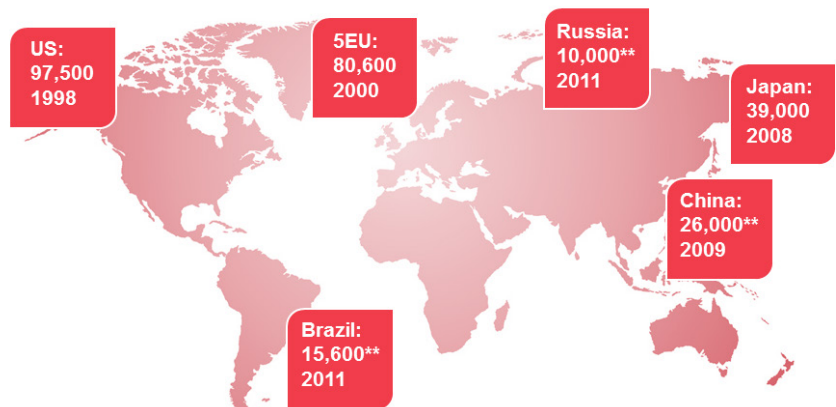 US:
97,500
1998
5EU:
80,600
2000
Russia:
10,000**
2011
Japan:
39,000
2008
China:
26,000**
2009
Brazil:
15,600**
2011